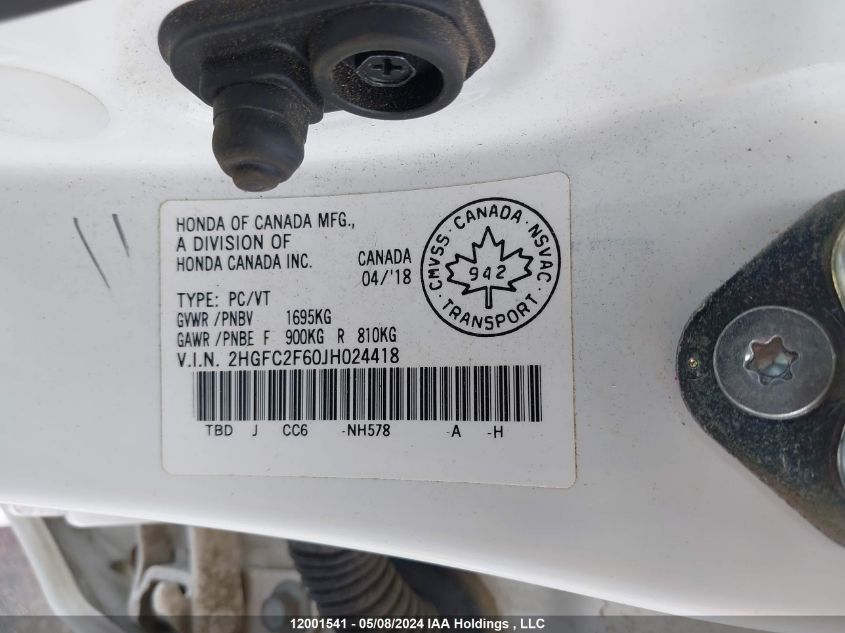 HONDA OF CANADA MFG.,
A DIVISION OF
HONDA CANADA INC.
CANADA
04/'18
CMVSS · CANADA · NSVAC · TRANSPORT ·
942
TYPE: PC/VT
GVWR /PNBV 1695KG
GAWR /PNBE F 900KG R 810KG
V.I.N. 2HGFC2F60JH024418
TBD J CC6 -NH578 -A -H
12001541 - 05/08/2024 IAA Holdings , LLC